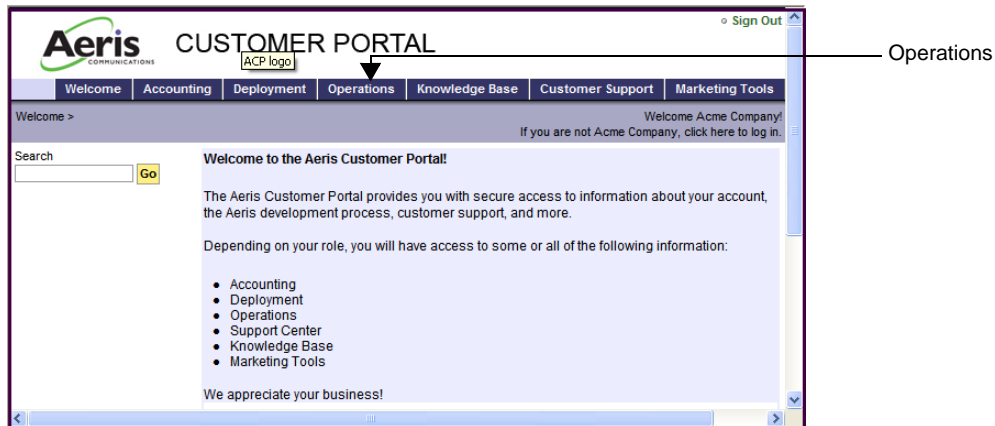 Sign Out
Aeris
COMMUNICATIONS
CUSTOMER PORTAL
ACP logo
Operations
Welcome Accounting Deployment Operations Knowledge Base Customer Support Marketing Tools
Welcome >
Welcome Acme Company!
If you are not Acme Company, click here to log in.
Search
Go
Welcome to the Aeris Customer Portal!
The Aeris Customer Portal provides you with secure access to information about your account,
the Aeris development process, customer support, and more.
Depending on your role, you will have access to some or all of the following information:
Accounting
Deployment
Operations
Support Center
Knowledge Base
Marketing Tools
We appreciate your business!